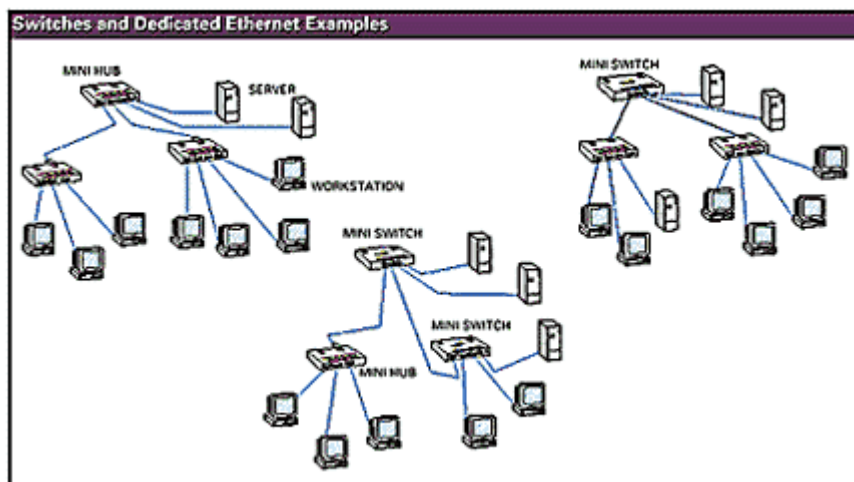 Switches and Dedicated Ethernet Examples
MINI HUB
SERVER
WORKSTATION
MINI SWITCH
MINI SWITCH
MINI SWITCH
MINI HUB